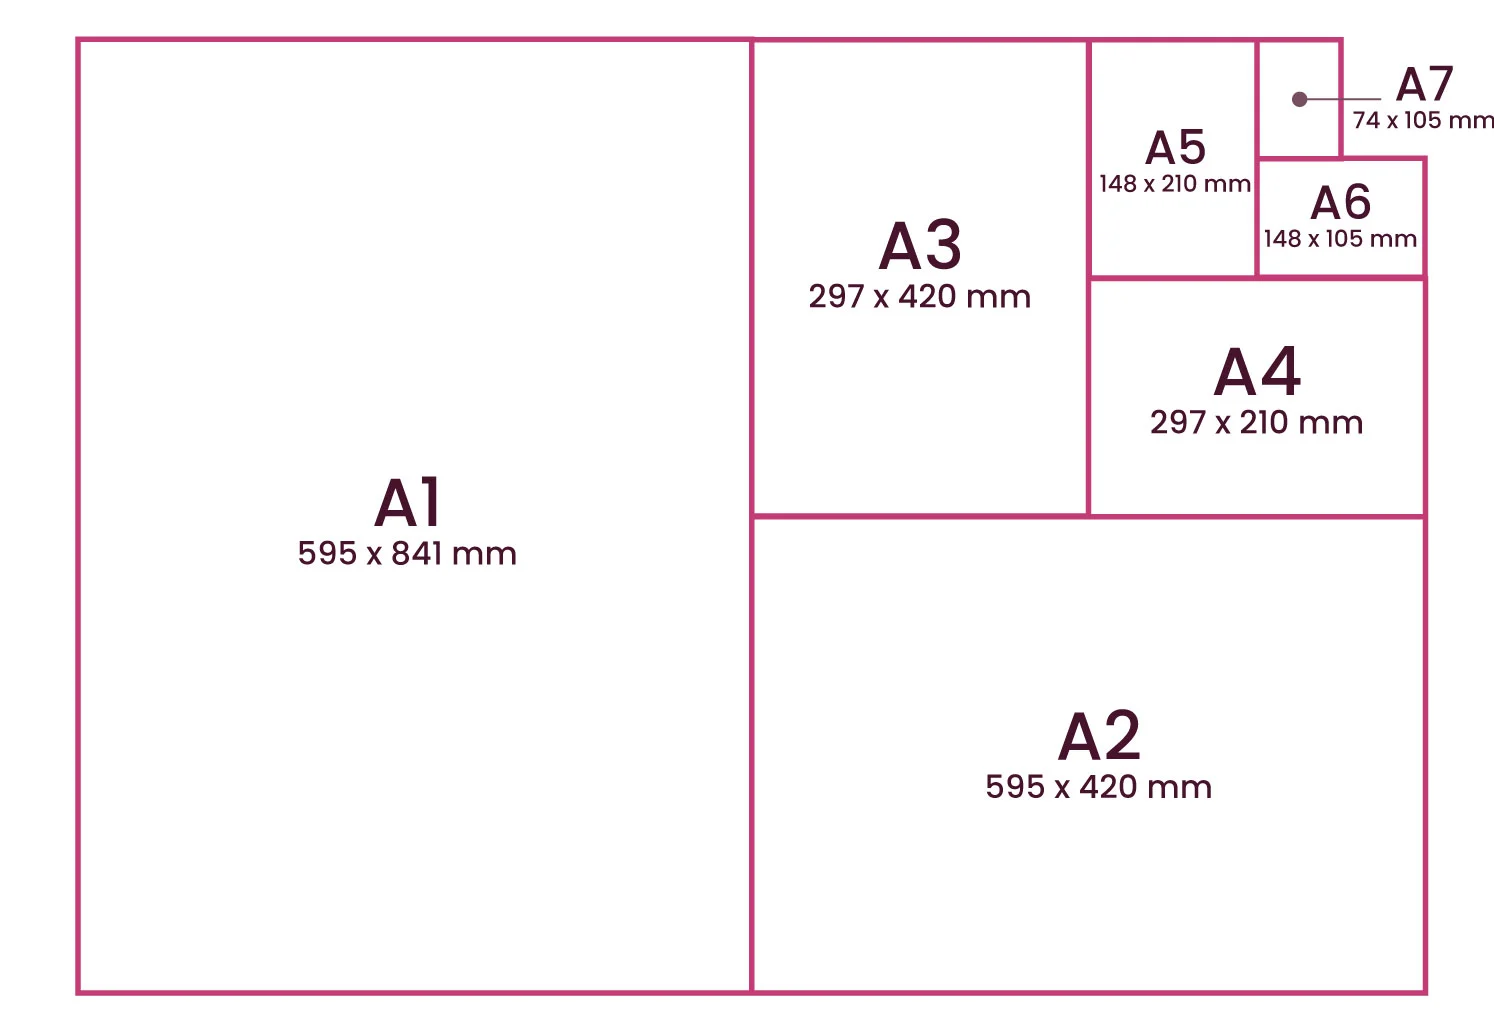 A1
595 x 841 mm
A2
595 x 420 mm
A3
297 x 420 mm
A4
297 x 210 mm
A5
148 x 210 mm
A6
148 x 105 mm
A7
74 x 105 mm